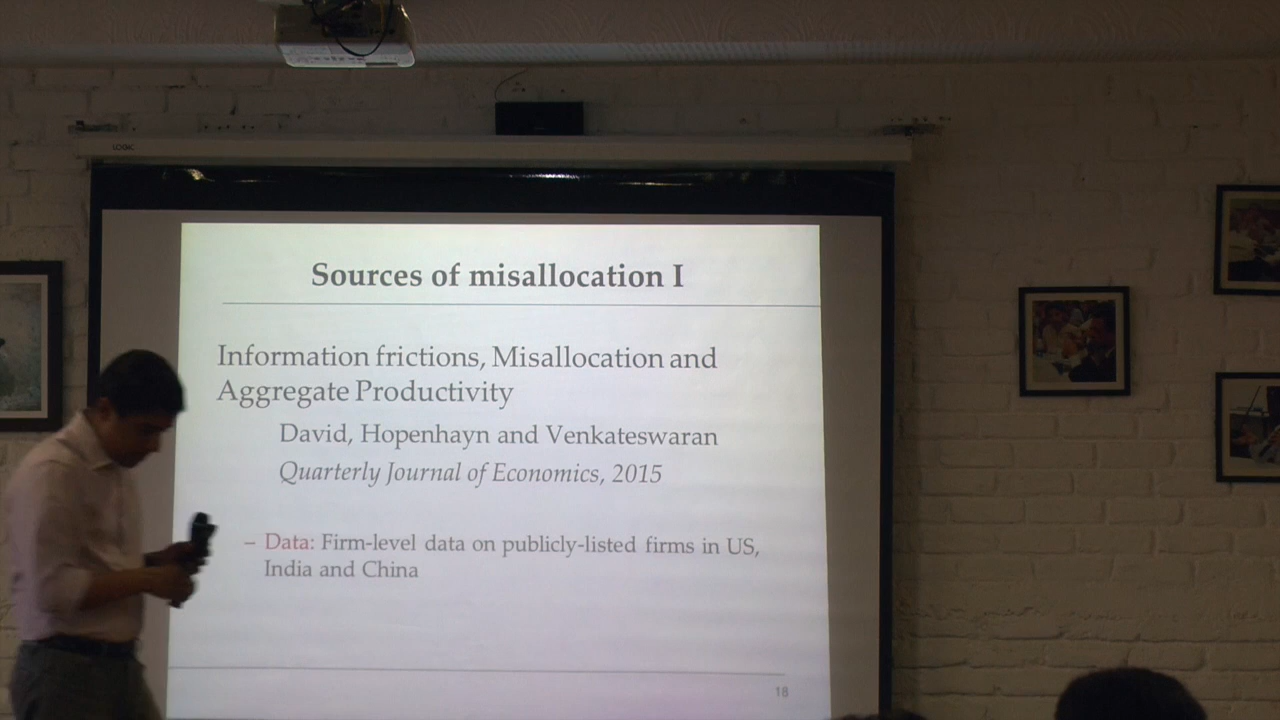 LOGIC
Sources of misallocation I
Information frictions, Misallocation and
Aggregate Productivity
David, Hopenhayn and Venkateswaran
Quarterly Journal of Economics, 2015
– Data: Firm-level data on publicly-listed firms in US,
India and China
18